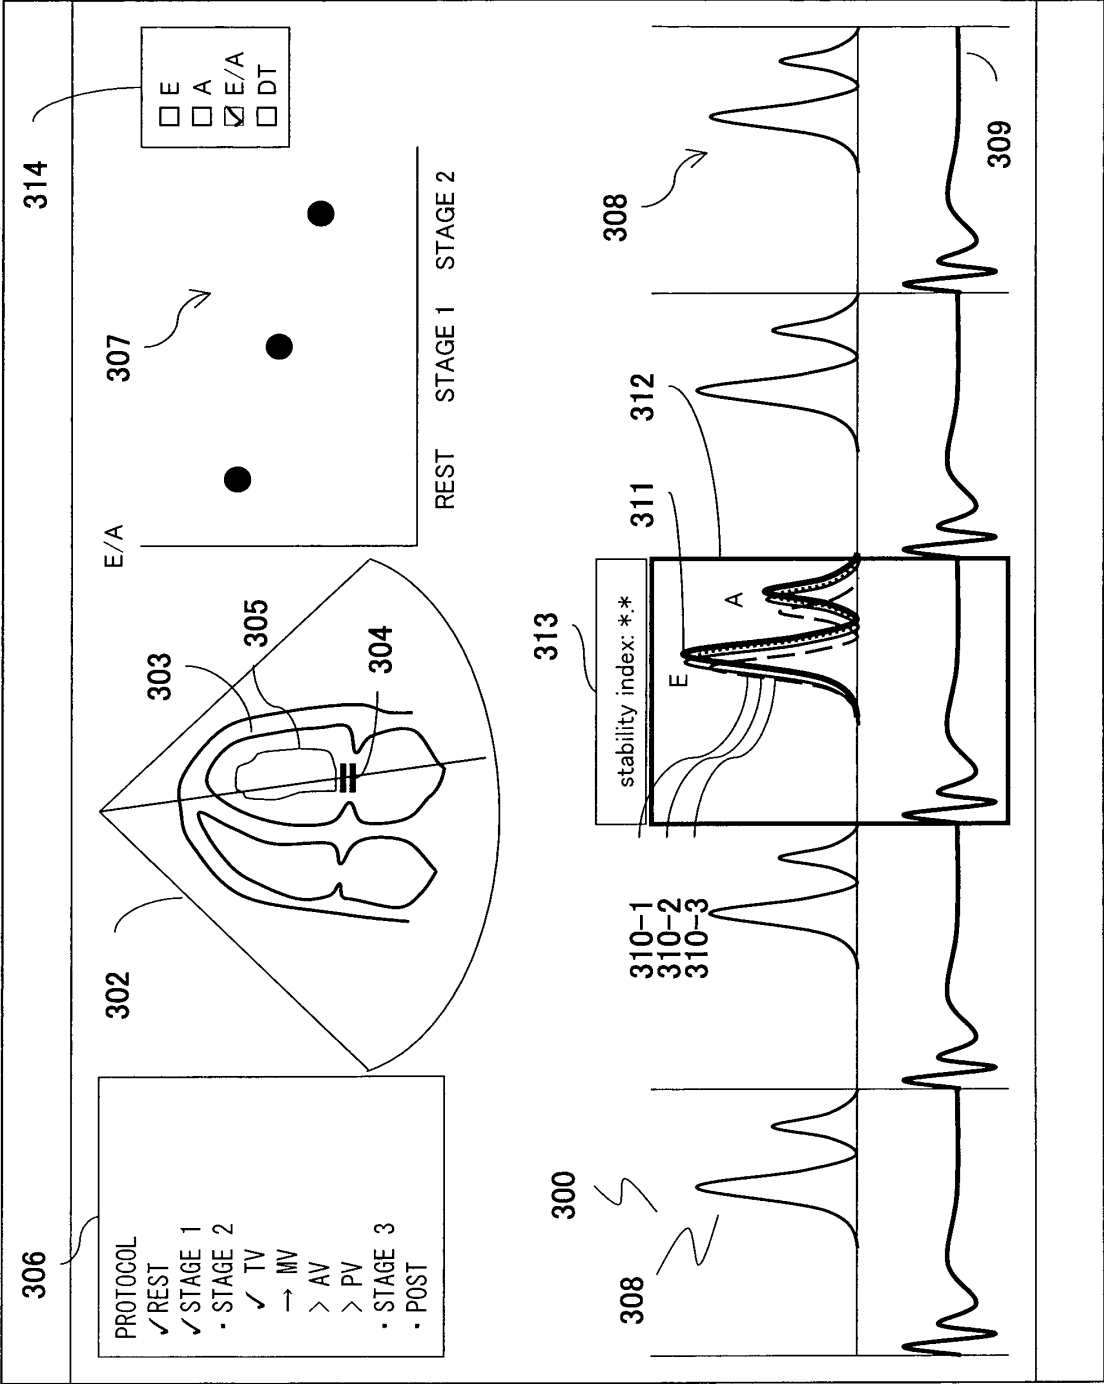 306
PROTOCOL
✓REST
✓STAGE 1
・STAGE 2
✓ TV
→ MV
> AV
> PV
・STAGE 3
・POST
302
303
305
304
E/A
307
REST STAGE 1 STAGE 2
314
□ E
□ A
☑ E/A
□ DT
300
308
310-1
310-2
310-3
313
stability index: *.*
E
A
311
312
308
309